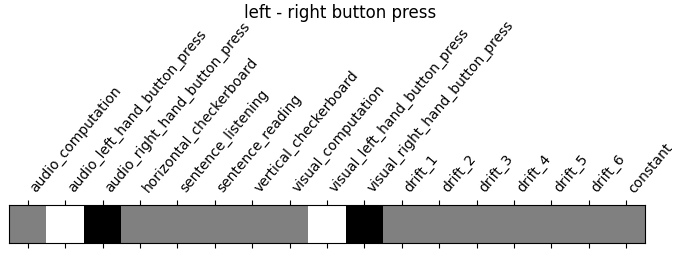 left - right button press
audio_computation
audio_left_hand_button_press
audio_right_hand_button_press
horizontal_checkerboard
sentence_listening
sentence_reading
vertical_checkerboard
visual_computation
visual_left_hand_button_press
visual_right_hand_button_press
drift_1
drift_2
drift_3
drift_4
drift_5
drift_6
constant